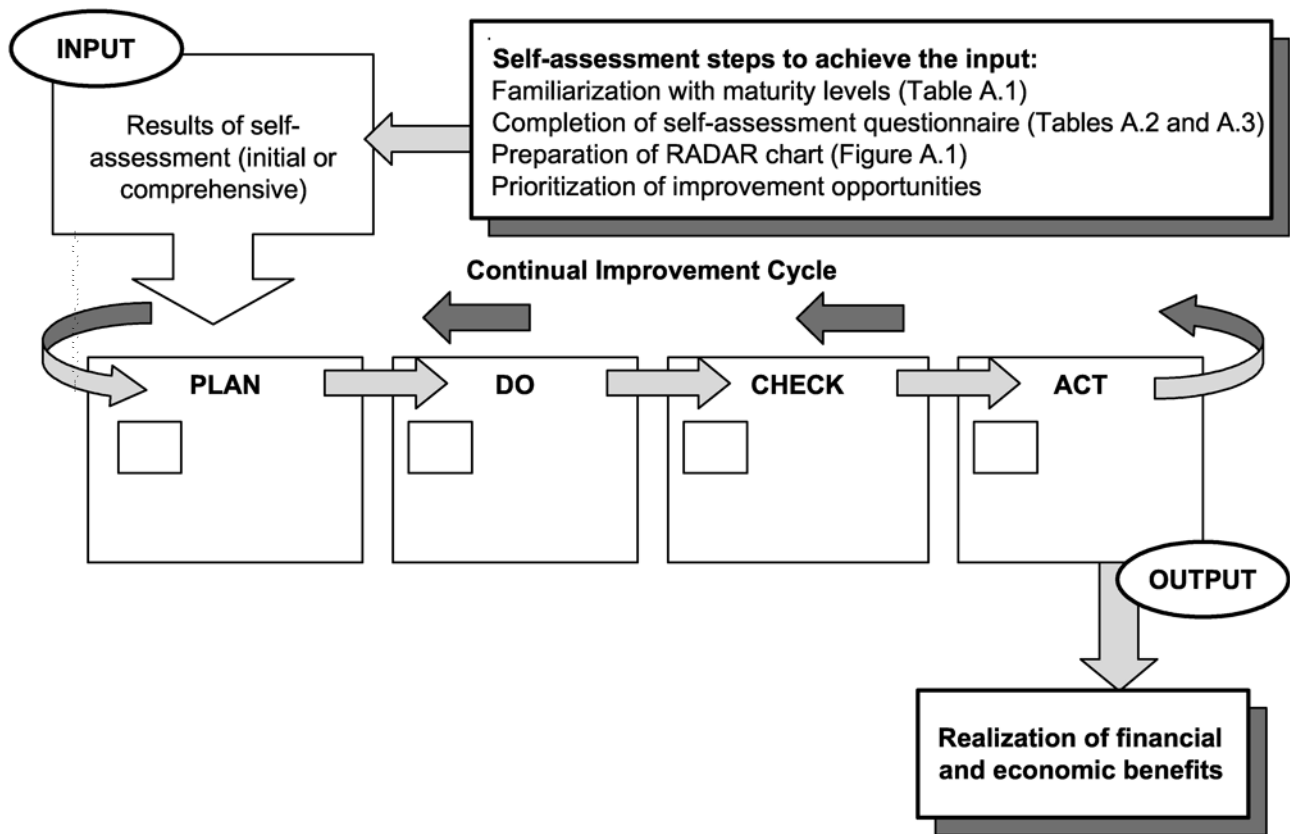 INPUT
Results of self-
assessment (initial or
comprehensive)
Self-assessment steps to achieve the input:
Familiarization with maturity levels (Table A.1)
Completion of self-assessment questionnaire (Tables A.2 and A.3)
Preparation of RADAR chart (Figure A.1)
Prioritization of improvement opportunities
Continual Improvement Cycle
PLAN
DO
CHECK
ACT
OUTPUT
Realization of financial
and economic benefits